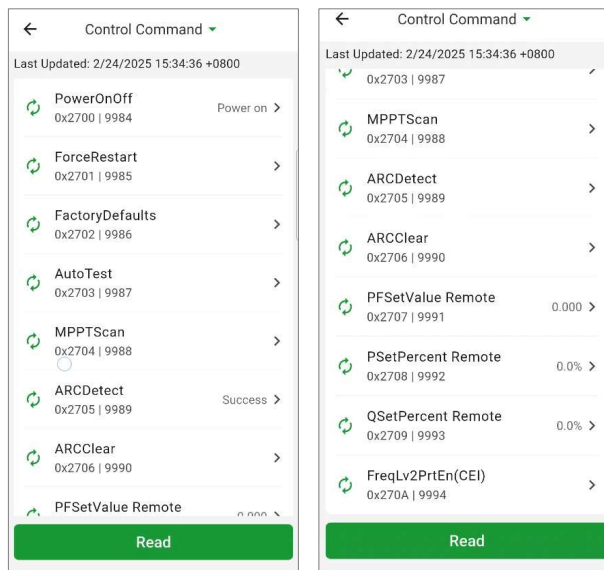 Control Command
Last Updated: 2/24/2025 15:34:36 +0800
PowerOnOff
0x2700 | 9984
Power on
ForceRestart
0x2701 | 9985
FactoryDefaults
0x2702 | 9986
AutoTest
0x2703 | 9987
MPPTScan
0x2704 | 9988
ARCDetect
0x2705 | 9989
Success
ARCClear
0x2706 | 9990
PFSetValue Remote
0.000
Read
Control Command
Last Updated: 2/24/2025 15:34:36 +0800
0x2703 | 9987
MPPTScan
0x2704 | 9988
ARCDetect
0x2705 | 9989
ARCClear
0x2706 | 9990
PFSetValue Remote
0x2707 | 9991
0.000
PSetPercent Remote
0x2708 | 9992
0.0%
QSetPercent Remote
0x2709 | 9993
0.0%
FreqLv2PrtEn(CEI)
0x270A | 9994
Read